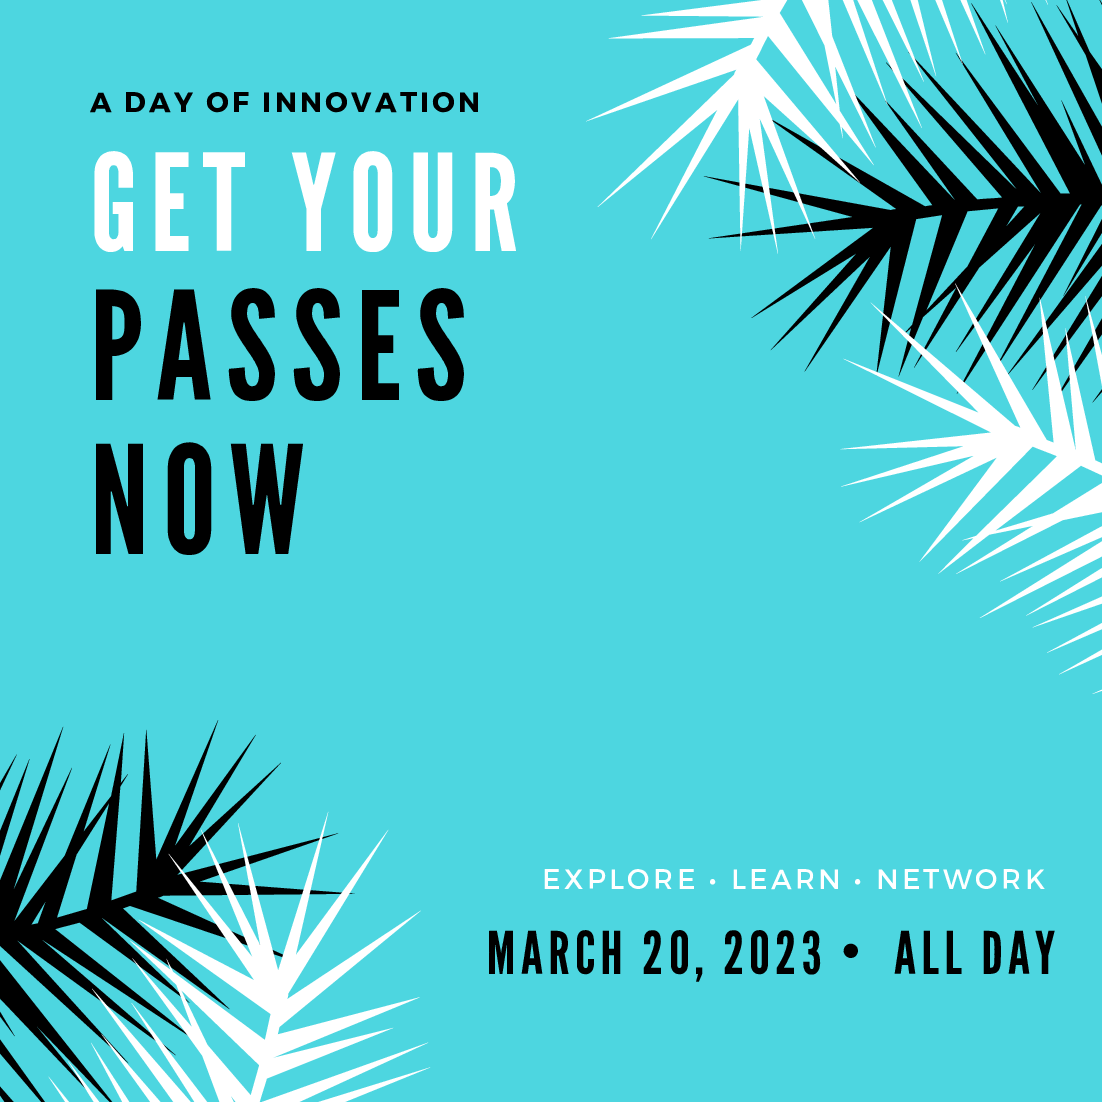 A DAY OF INNOVATION
GET YOUR
PASSES
NOW
EXPLORE • LEARN • NETWORK
MARCH 20, 2023 • ALL DAY